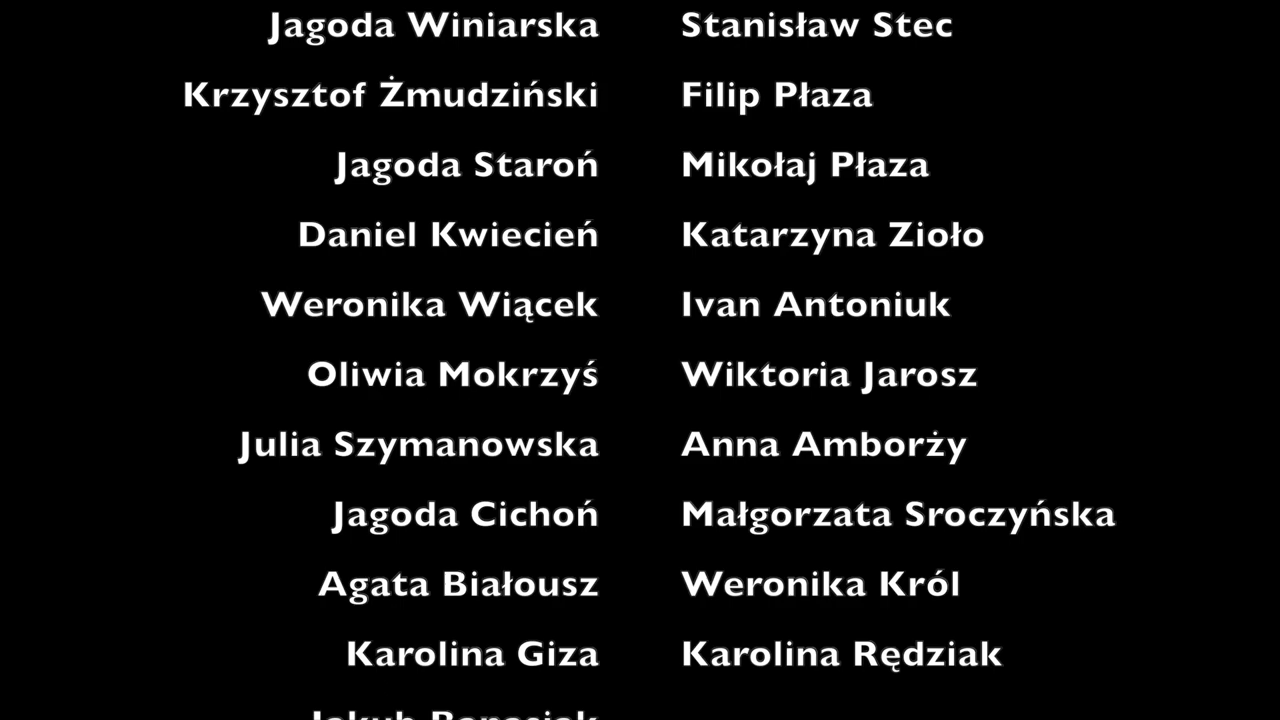 Jagoda Winiarska Stanisław Stec
Krzysztof Żmudziński Filip Płaza
Jagoda Staroń Mikołaj Płaza
Daniel Kwiecień Katarzyna Zioło
Weronika Wiącek Ivan Antoniuk
Oliwia Mokrzyś Wiktoria Jarosz
Julia Szymanowska Anna Amborży
Jagoda Cichoń Małgorzata Sroczyńska
Agata Białousz Weronika Król
Karolina Giza Karolina Rędziak
Jakub